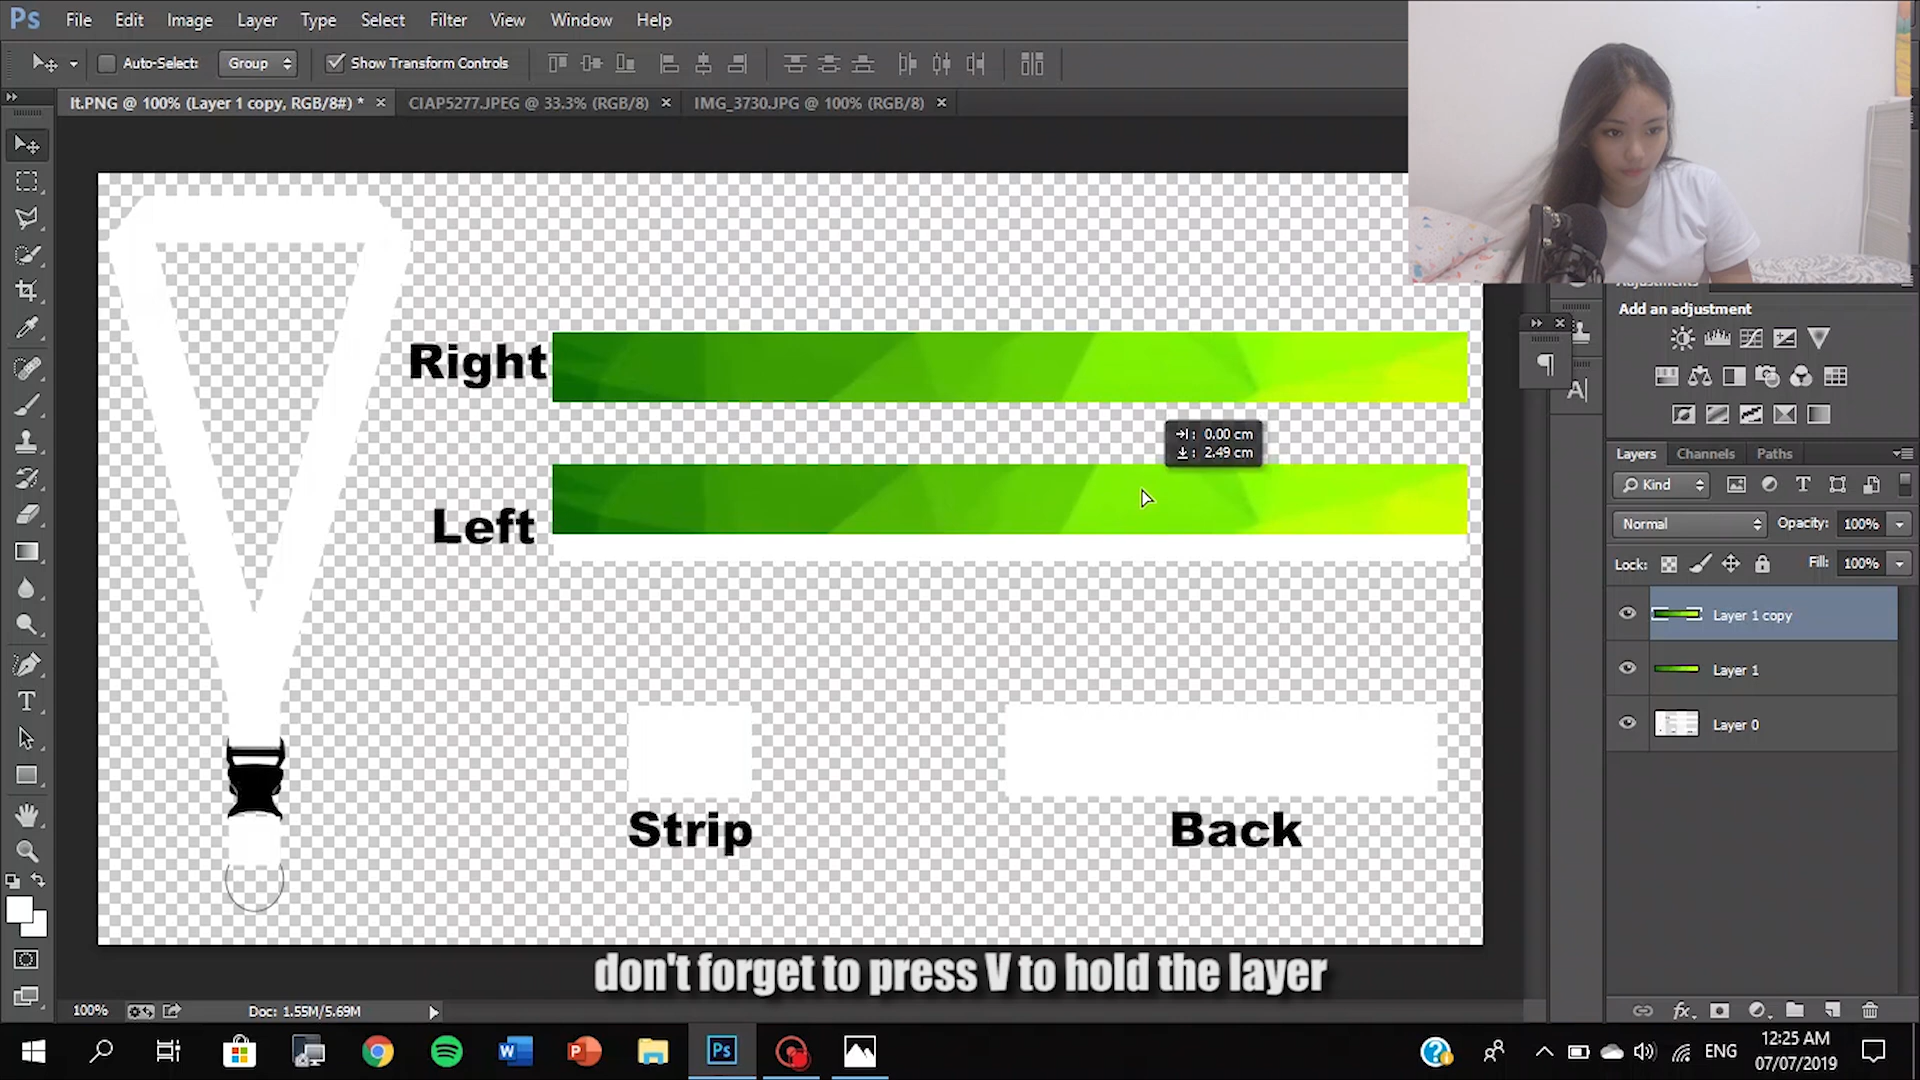 Ps File Edit Image Layer Type Select Filter View Window Help
Auto-Select: Group Show Transform Controls
lt.PNG @ 100% (Layer 1 copy, RGB/8#) * × CIAP5277.JPEG @ 33.3% (RGB/8) × IMG_3730.JPG @ 100% (RGB/8) ×
Adjustments
Add an adjustment
Right
0.00 cm
2.49 cm
Left
Strip
Back
Layers Channels Paths
Kind
Normal Opacity: 100%
Lock: Fill: 100%
Layer 1 copy
Layer 1
Layer 0
don't forget to press V to hold the layer
100% Doc: 1.55M/5.69M
ENG
12:25 AM
07/07/2019